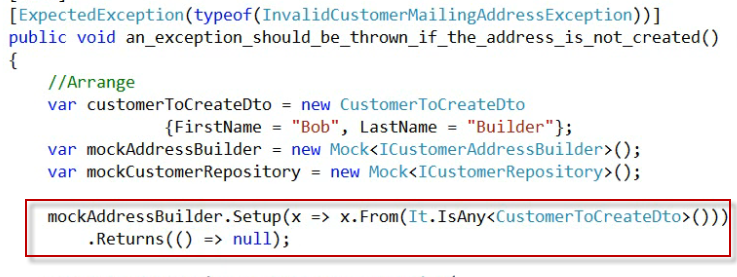 [ExpectedException(typeof(InvalidCustomerMailingAddressException))]
public void an_exception_should_be_thrown_if_the_address_is_not_created()
{
    //Arrange
    var customerToCreateDto = new CustomerToCreateDto
            {FirstName = "Bob", LastName = "Builder"};
    var mockAddressBuilder = new Mock<ICustomerAddressBuilder>();
    var mockCustomerRepository = new Mock<ICustomerRepository>();
    mockAddressBuilder.Setup(x => x.From(It.IsAny<CustomerToCreateDto>()))
        .Returns(() => null);